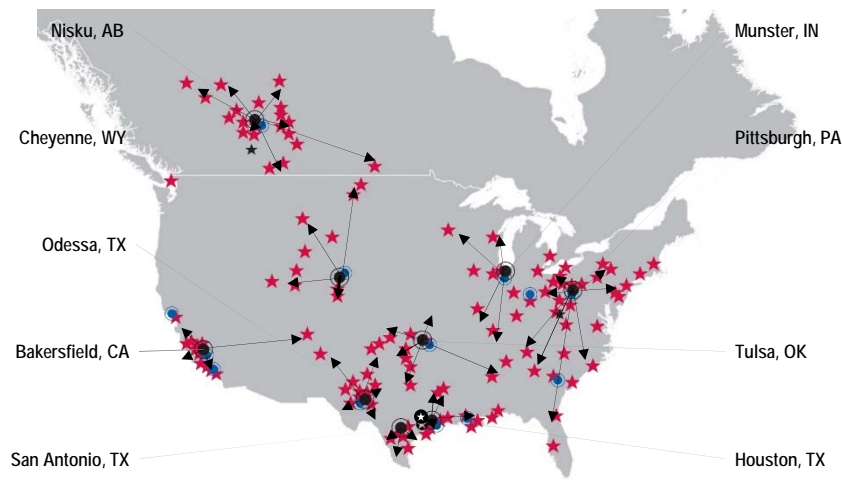 Nisku, AB
Munster, IN
Cheyenne, WY
Pittsburgh, PA
Odessa, TX
Bakersfield, CA
Tulsa, OK
San Antonio, TX
Houston, TX